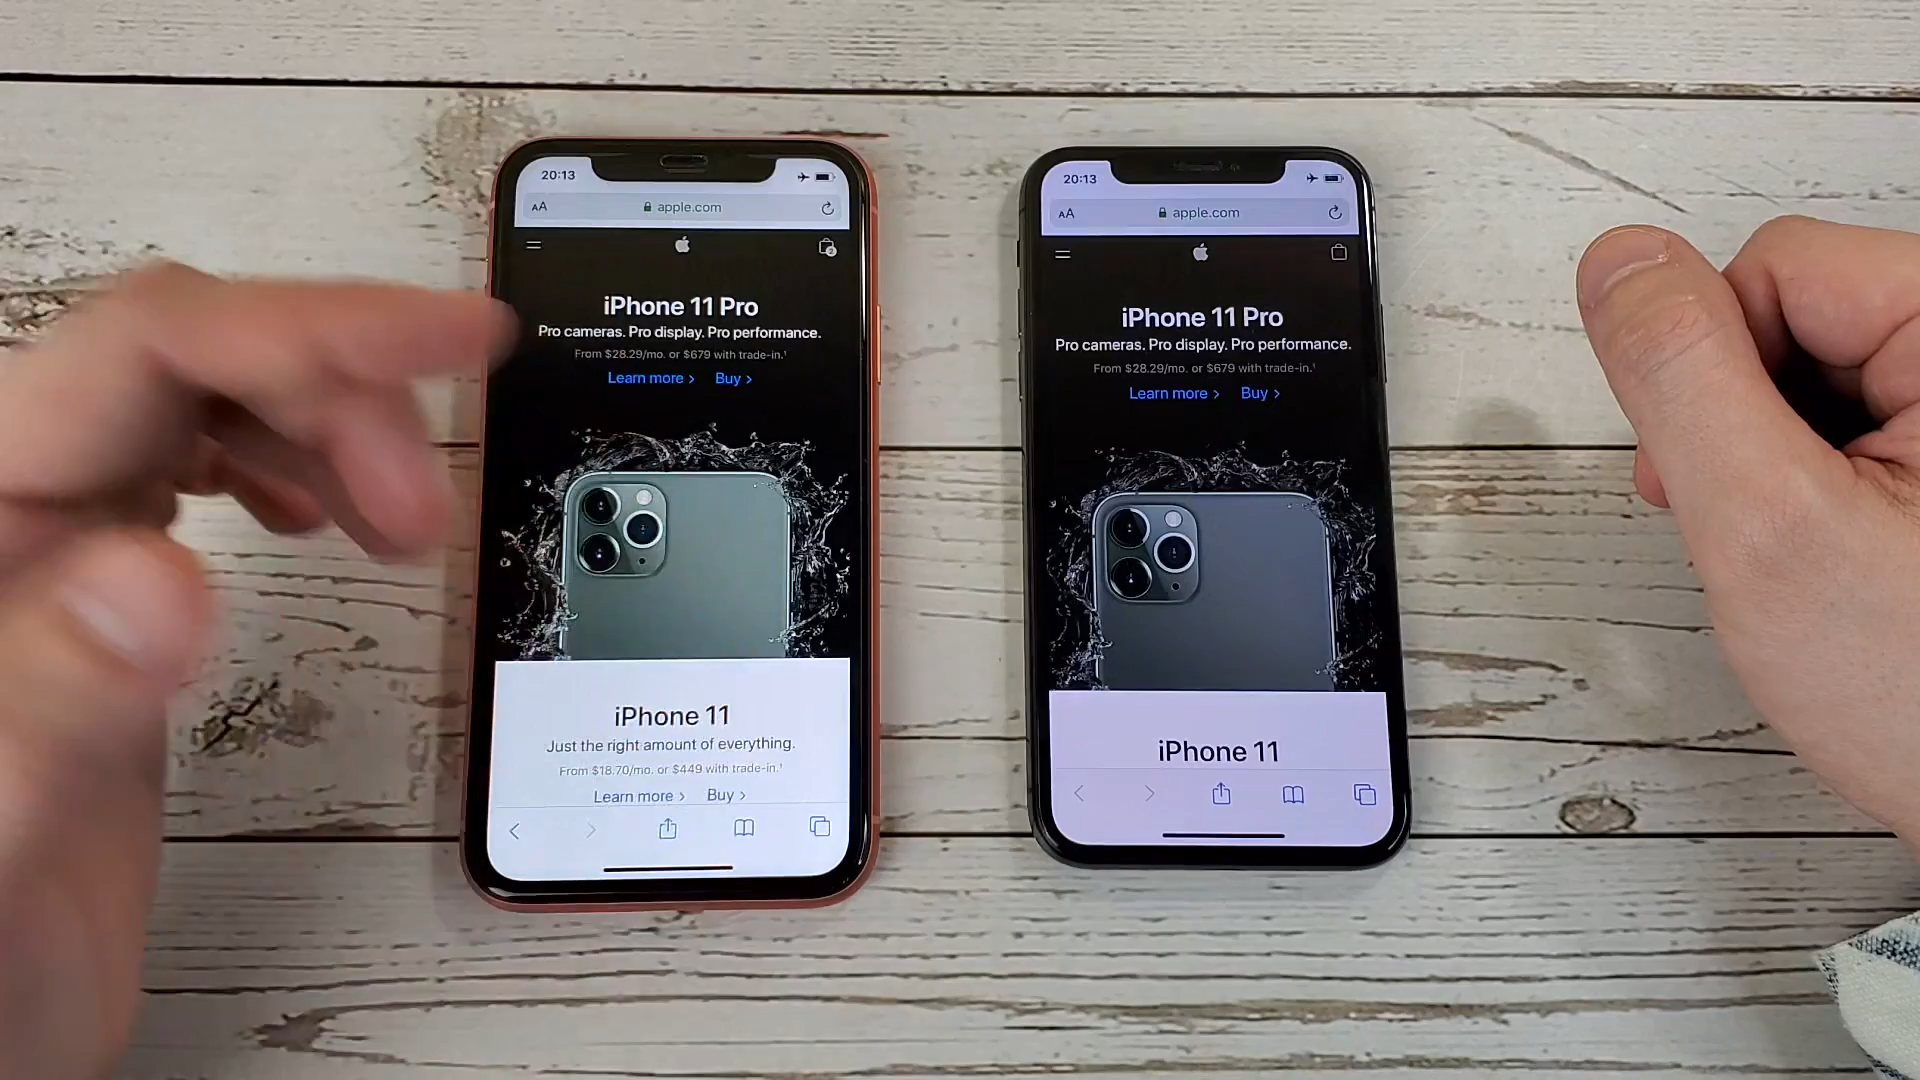 20:13
AA
apple.com
2
iPhone 11 Pro
Pro cameras. Pro display. Pro performance.
From $28.29/mo. or $679 with trade-in.¹
Learn more > Buy >
iPhone 11
Just the right amount of everything.
From $18.70/mo. or $449 with trade-in.¹
Learn more > Buy >
20:13
AA
apple.com
iPhone 11 Pro
Pro cameras. Pro display. Pro performance.
From $28.29/mo. or $679 with trade-in.¹
Learn more > Buy >
iPhone 11